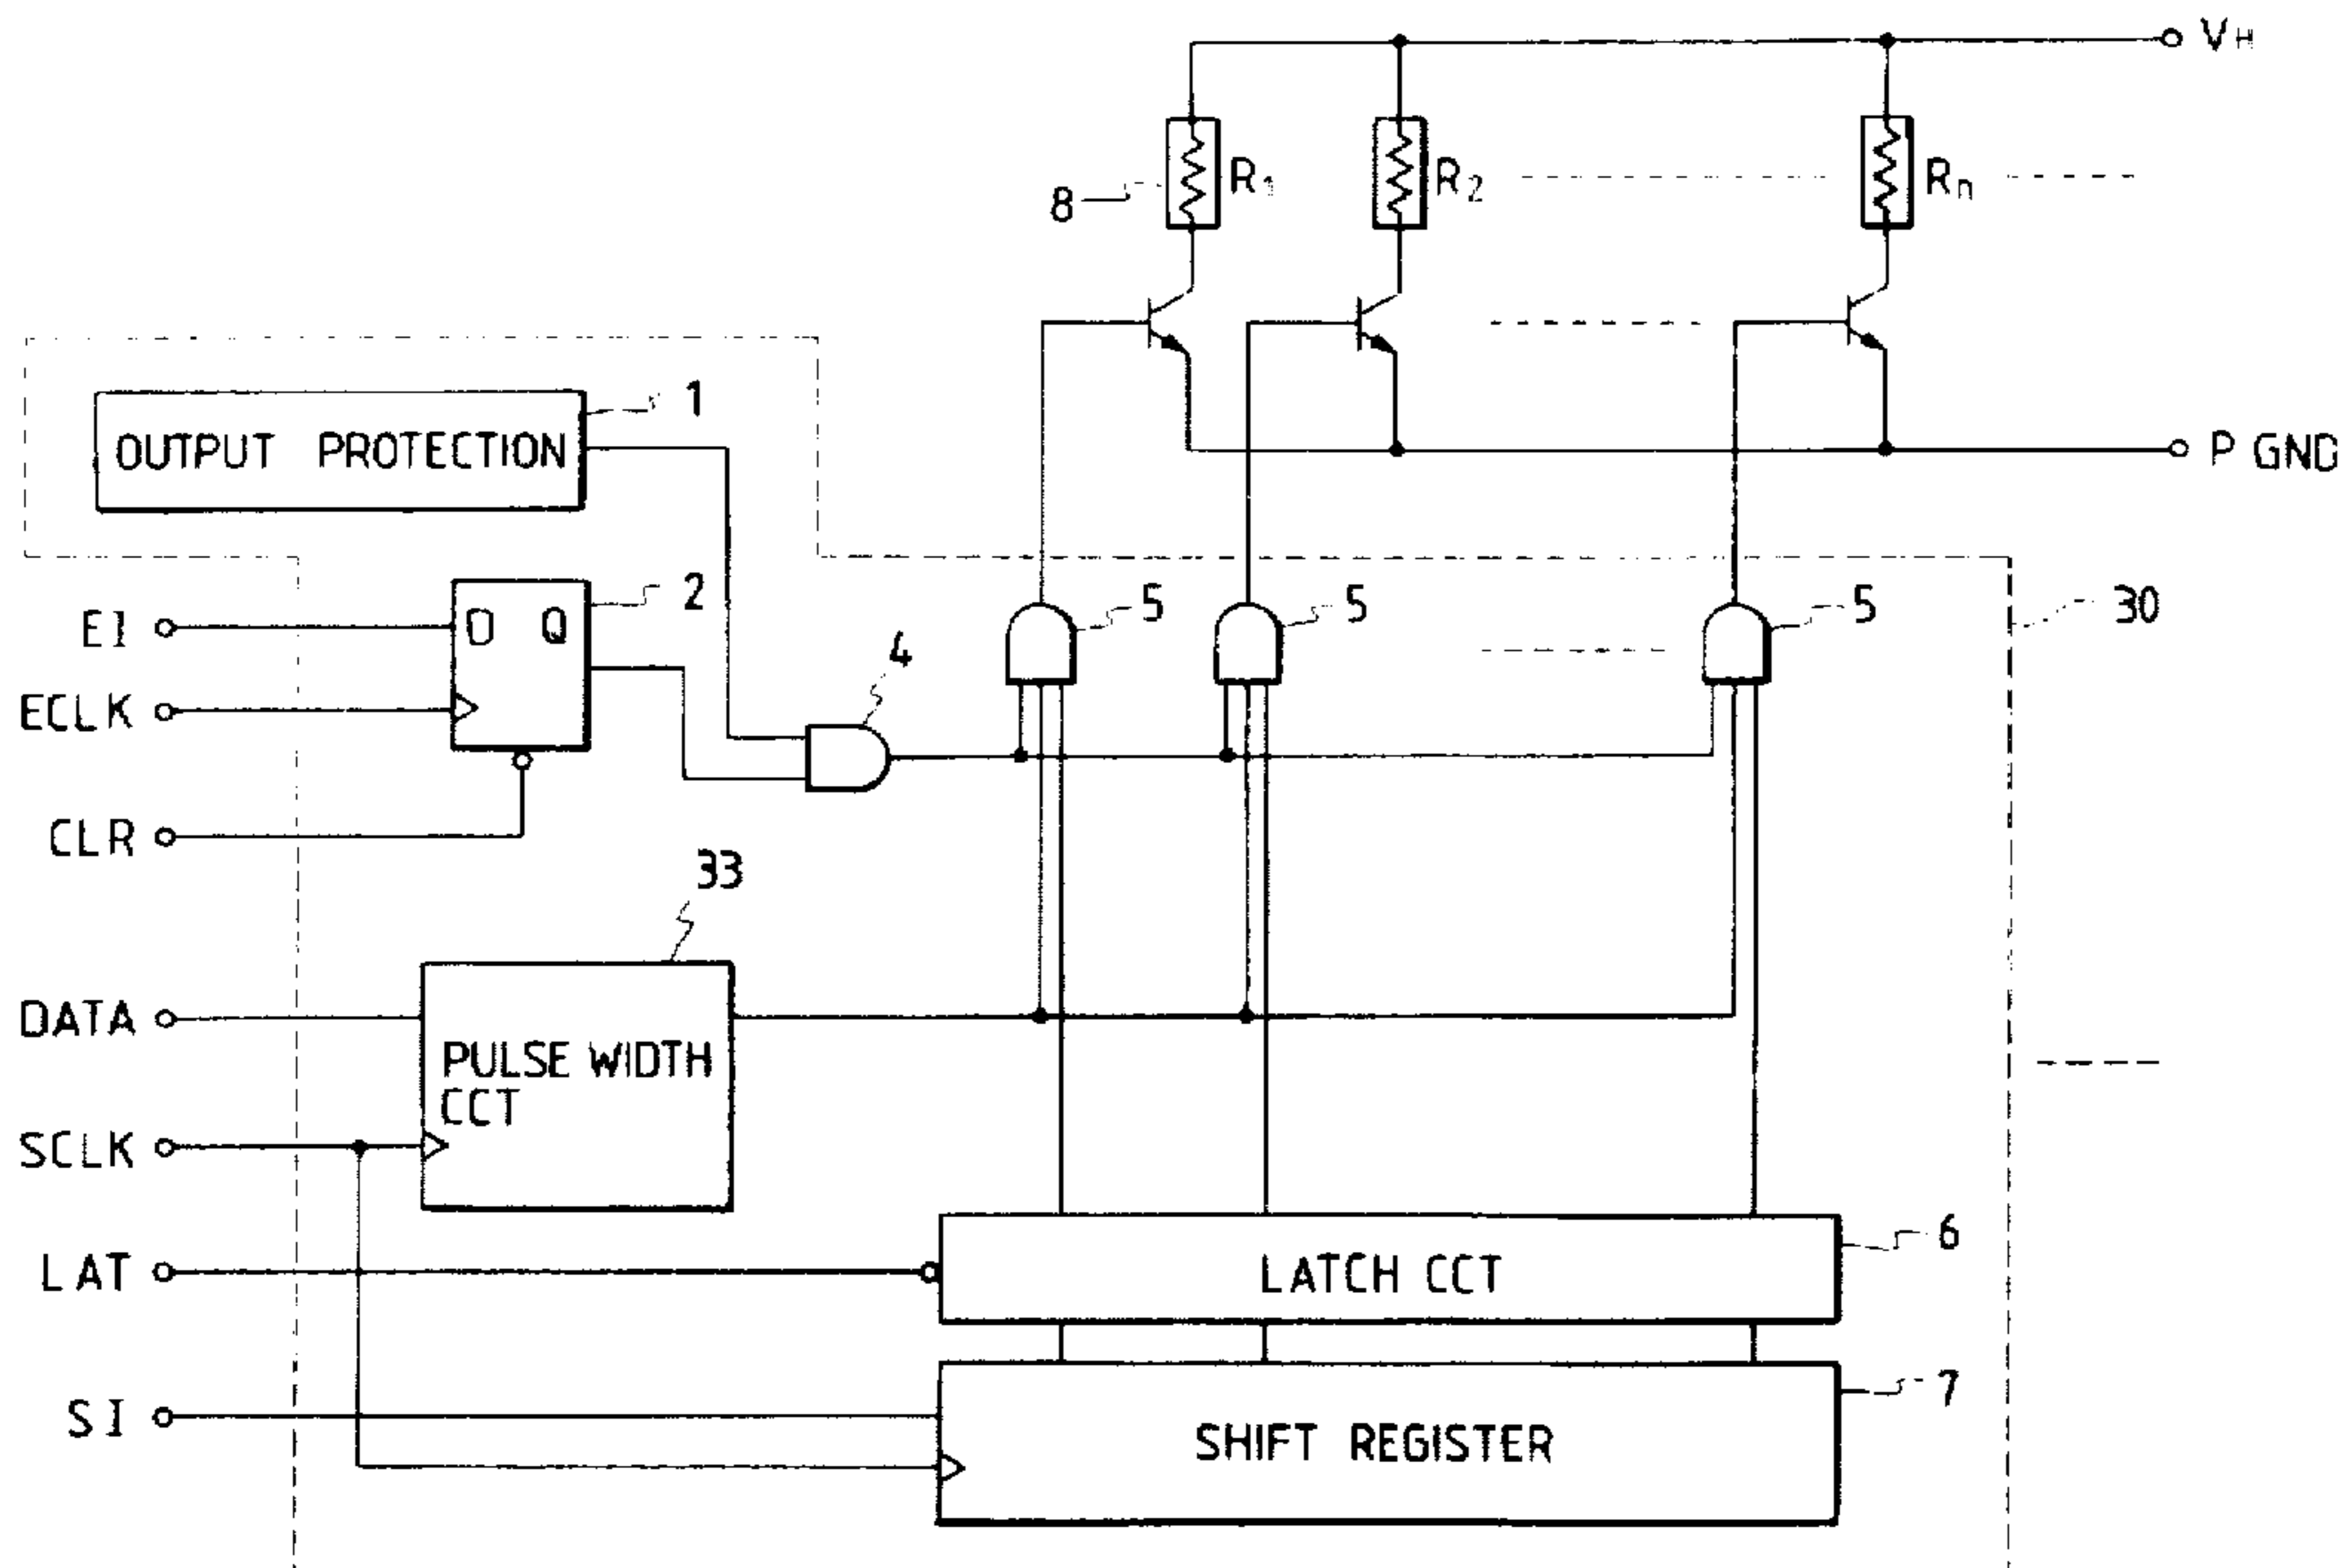 VH
8 R1 R2 Rn
1
OUTPUT PROTECTION
P GND
2
EI D Q
5 5 5 30
4
ECLK
CLR
33
DATA
PULSE WIDTH
CCT
SCLK
6
LAT
LATCH CCT
7
SI
SHIFT REGISTER